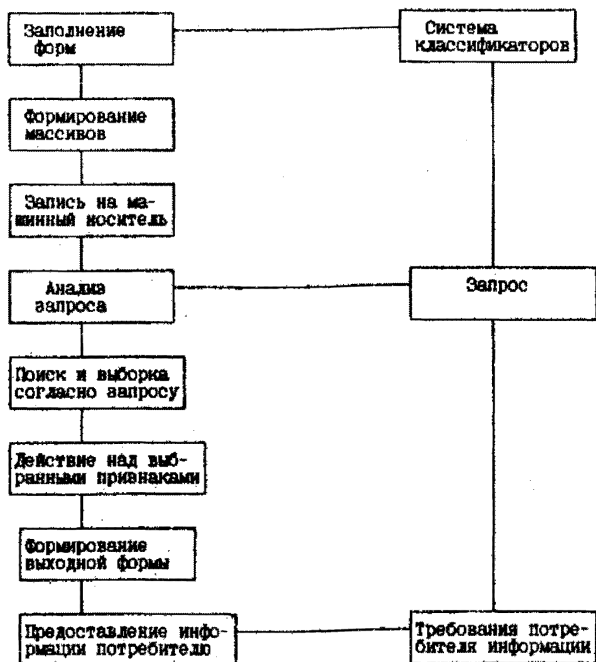 Заполнение
форм
Система
классификаторов
Формирование
массивов
Запись на ма-
шинный носитель
Анализ
запроса
Запрос
Поиск и выборка
согласно запросу
Действие над выб-
ранными признаками
Формирование
выходной формы
Предоставление инфо-
рмации потребителю
Требования потре-
бителя информации